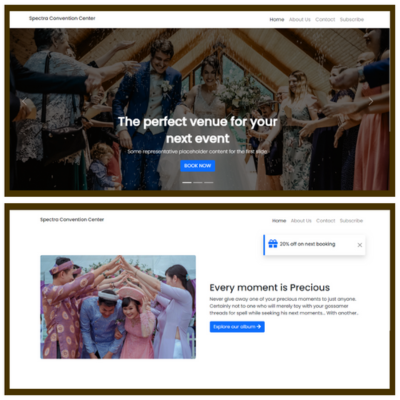 Spectra Convention Center
Home About Us Contact Subscribe
The perfect venue for your
next event
Some representative placeholder content for the first slide.
BOOK NOW
Spectra Convention Center
Home About Us Contact Subscribe
20% off on next booking
Every moment is Precious
Never give away one of your precious moments to just anyone.
Certainly not to one who will merely toy with your gossamer
threads for spell while seeking his next moments... With another.
Explore our album